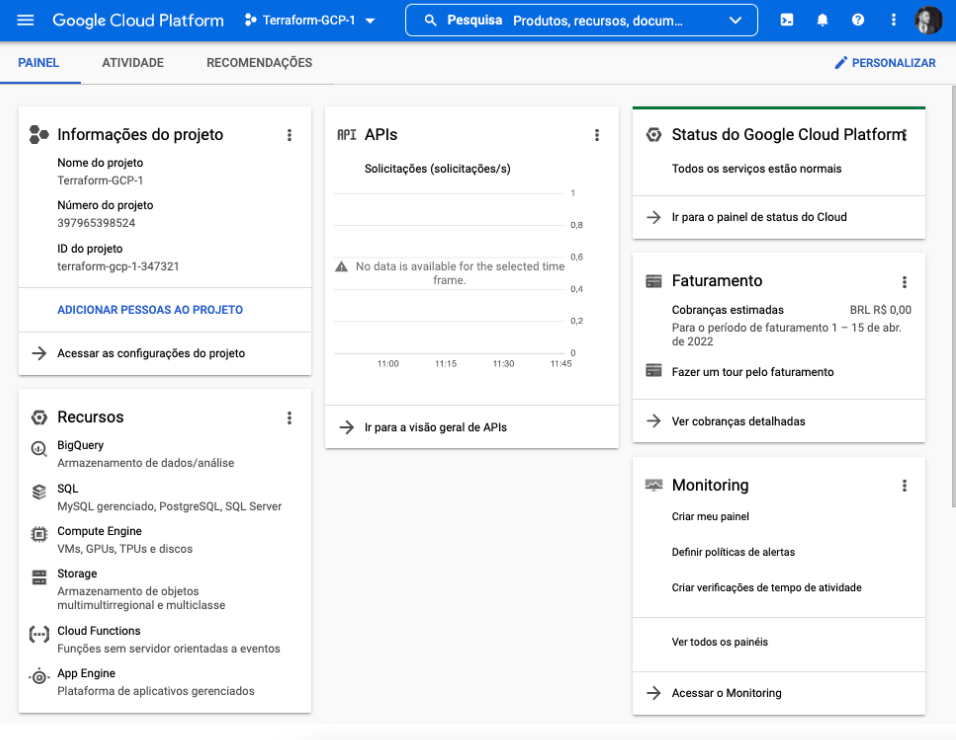 Google Cloud Platform
Terraform-GCP-1
Pesquisa Produtos, recursos, docum...
PAINEL
ATIVIDADE
RECOMENDAÇÕES
PERSONALIZAR
Informações do projeto
Nome do projeto
Terraform-GCP-1
Número do projeto
397965398524
ID do projeto
terraform-gcp-1-347321
ADICIONAR PESSOAS AO PROJETO
Acessar as configurações do projeto
Recursos
BigQuery
Armazenamento de dados/análise
SQL
MySQL gerenciado, PostgreSQL, SQL Server
Compute Engine
VMs, GPUs, TPUs e discos
Storage
Armazenamento de objetos
multimultirregional e multiclasse
Cloud Functions
Funções sem servidor orientadas a eventos
App Engine
Plataforma de aplicativos gerenciados
API APIs
Solicitações (solicitações/s)
1
0,8
0,6
No data is available for the selected time
frame.
0,4
0,2
0
11:00 11:15 11:30 11:45
Ir para a visão geral de APIs
Status do Google Cloud Platform
Todos os serviços estão normais
Ir para o painel de status do Cloud
Faturamento
Cobranças estimadas BRL R$ 0,00
Para o período de faturamento 1 – 15 de abr.
de 2022
Fazer um tour pelo faturamento
Ver cobranças detalhadas
Monitoring
Criar meu painel
Definir políticas de alertas
Criar verificações de tempo de atividade
Ver todos os painéis
Acessar o Monitoring